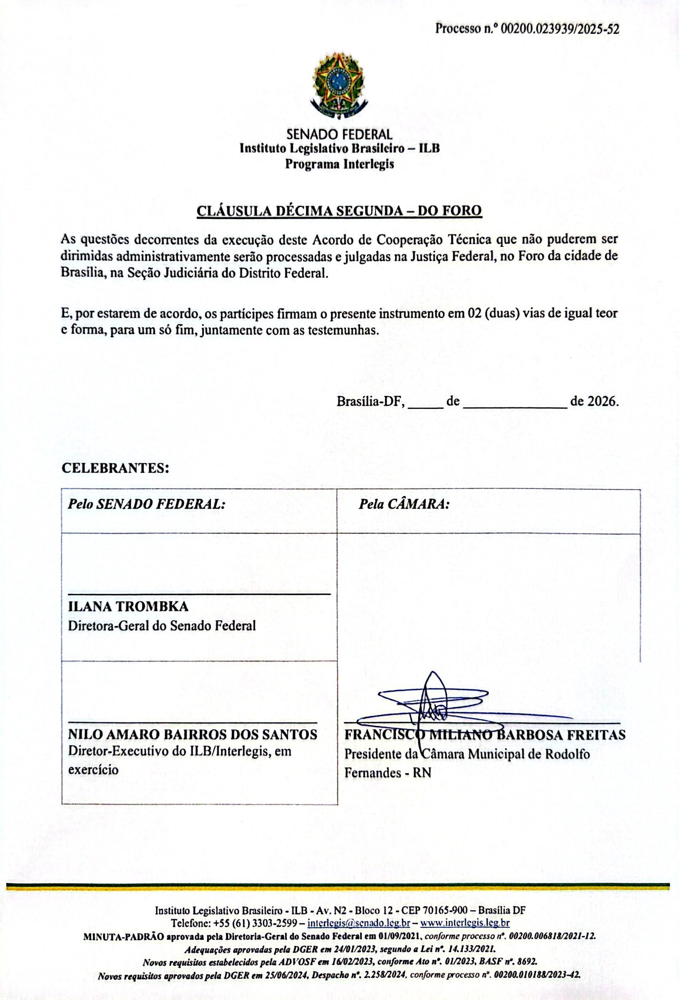 Processo n.º 00200.023939/2025-52
SENADO FEDERAL
Instituto Legislativo Brasileiro – ILB
Programa Interlegis
CLÁUSULA DÉCIMA SEGUNDA – DO FORO
As questões decorrentes da execução deste Acordo de Cooperação Técnica que não puderem ser
dirimidas administrativamente serão processadas e julgadas na Justiça Federal, no Foro da cidade de
Brasília, na Seção Judiciária do Distrito Federal.
E, por estarem de acordo, os partícipes firmam o presente instrumento em 02 (duas) vias de igual teor
e forma, para um só fim, juntamente com as testemunhas.
Brasília-DF, _____ de _______________ de 2026.
CELEBRANTES:
Pelo SENADO FEDERAL:
Pela CÂMARA:
ILANA TROMBKA
Diretora-Geral do Senado Federal
NILO AMARO BAIRROS DOS SANTOS
Diretor-Executivo do ILB/Interlegis, em
exercício
FRANCISCO MILIANO BARBOSA FREITAS
Presidente da Câmara Municipal de Rodolfo
Fernandes - RN
Instituto Legislativo Brasileiro - ILB - Av. N2 - Bloco 12 - CEP 70165-900 – Brasília DF
Telefone: +55 (61) 3303-2599 – interlegis@senado.leg.br – www.interlegis.leg.br
MINUTA-PADRÃO aprovada pela Diretoria-Geral do Senado Federal em 01/09/2021, conforme processo nº. 00200.006818/2021-12.
Adequações aprovadas pela DGER em 24/01/2023, segundo a Lei nº. 14.133/2021.
Novos requisitos estabelecidos pela ADVOSF em 16/02/2023, conforme Ato nº. 01/2023, BASF nº. 8692.
Novos requisitos aprovados pela DGER em 25/06/2024, Despacho nº. 2.258/2024, conforme processo nº. 00200.010188/2023-42.